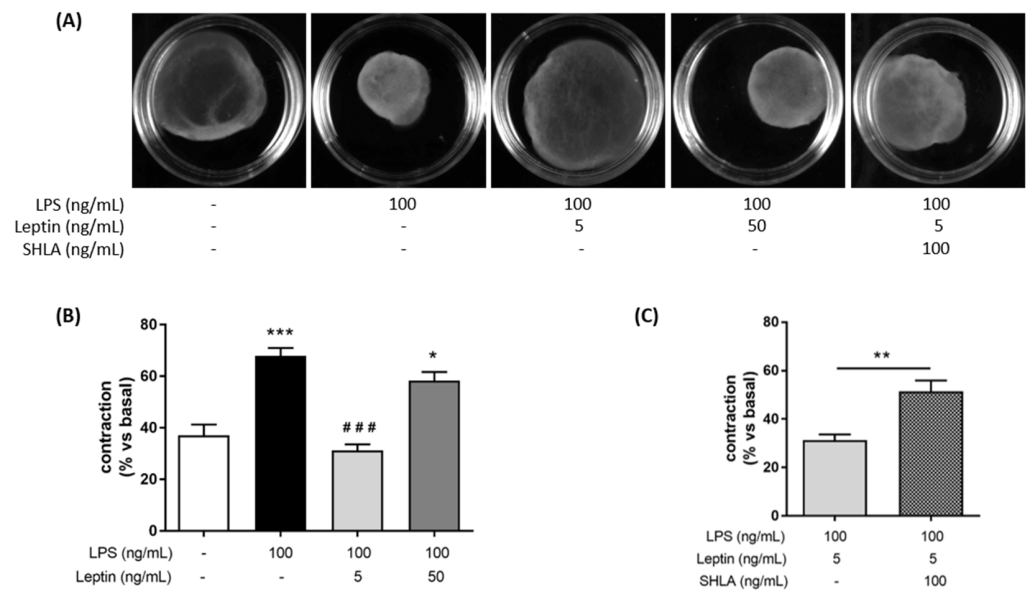 (A)
LPS (ng/mL) - 100 100 100 100
Leptin (ng/mL) - - 5 50 5
SHLA (ng/mL) - - - - 100
(B)
80
60
40
20
0
contraction
(% vs basal)
***
###
*
LPS (ng/mL) - 100 100 100
Leptin (ng/mL) - - 5 50
(C)
80
60
40
20
0
contraction
(% vs basal)
**
LPS (ng/mL) 100 100
Leptin (ng/mL) 5 5
SHLA (ng/mL) - 100